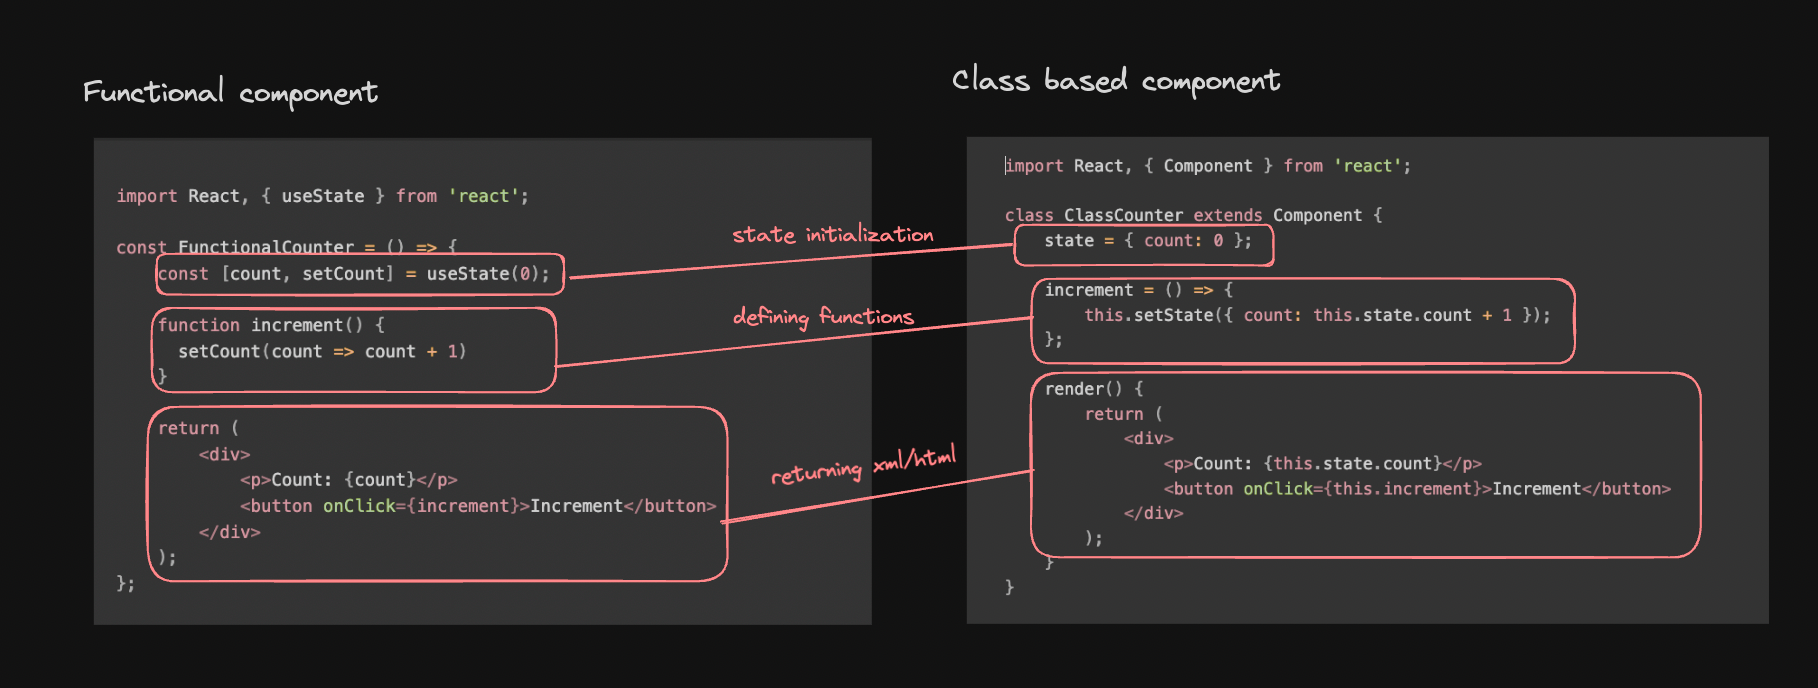 Functional component
import React, { useState } from 'react';
const FunctionalCounter = () => {
const [count, setCount] = useState(0);
function increment() {
setCount(count => count + 1)
}
return (
<div>
<p>Count: {count}</p>
<button onClick={increment}>Increment</button>
</div>
);
};
state initialization
defining functions
returning xml/html
Class based component
import React, { Component } from 'react';
class ClassCounter extends Component {
state = { count: 0 };
increment = () => {
this.setState({ count: this.state.count + 1 });
};
render() {
return (
<div>
<p>Count: {this.state.count}</p>
<button onClick={this.increment}>Increment</button>
</div>
);
}
}